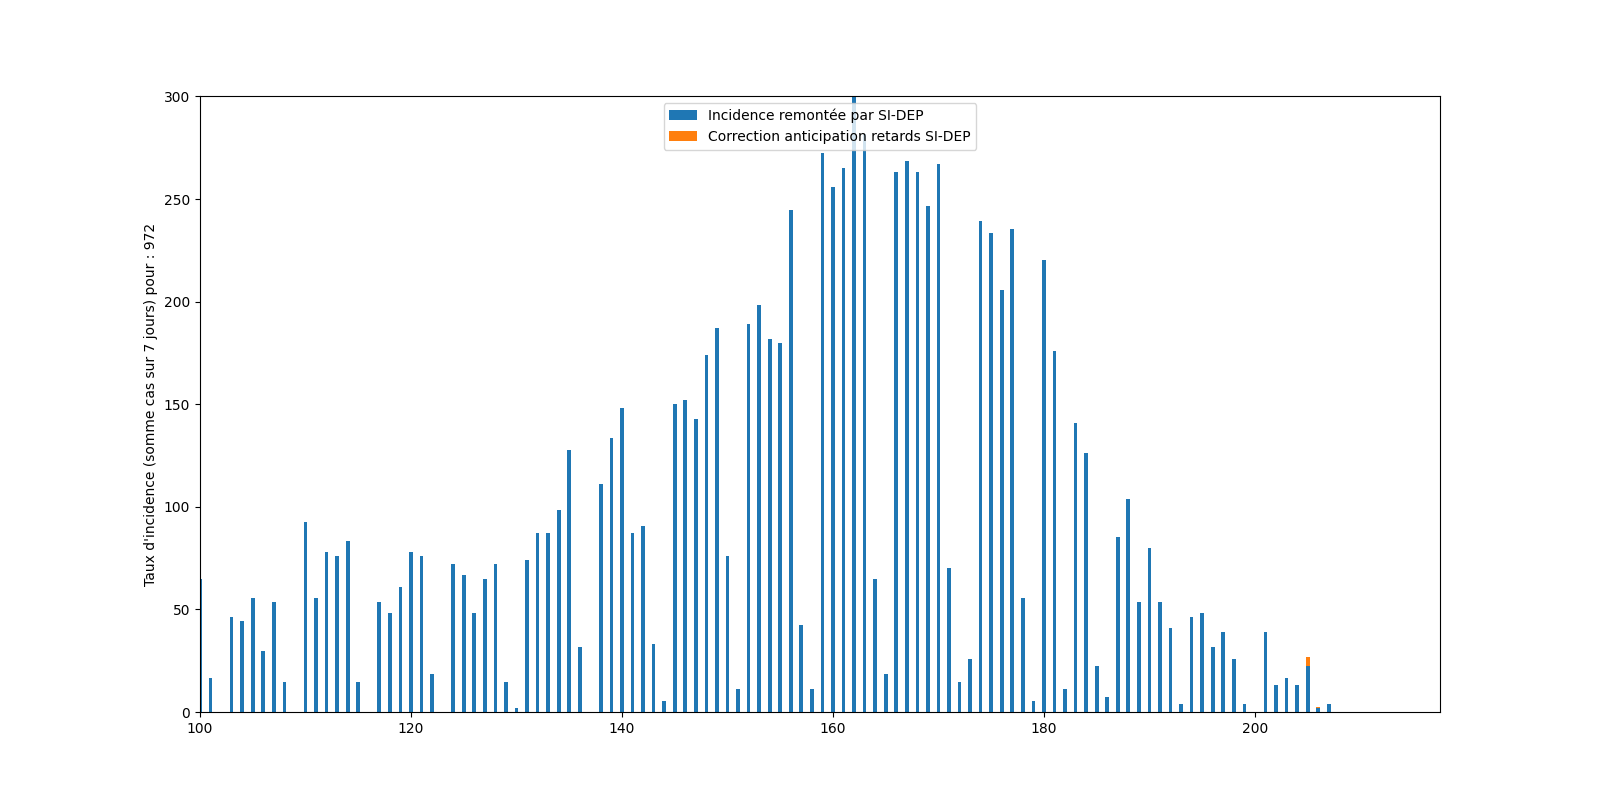 Incidence remontée par SI-DEP
Correction anticipation retards SI-DEP
Taux d'incidence (somme cas sur 7 jours) pour : 972
300
250
200
150
100
50
0
100 120 140 160 180 200